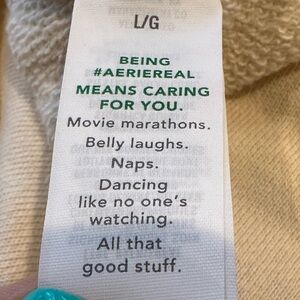 L/G
BEING
#AERIEREAL
MEANS CARING
FOR YOU.
Movie marathons.
Belly laughs.
Naps.
Dancing
like no one's
watching.
All that
good stuff.